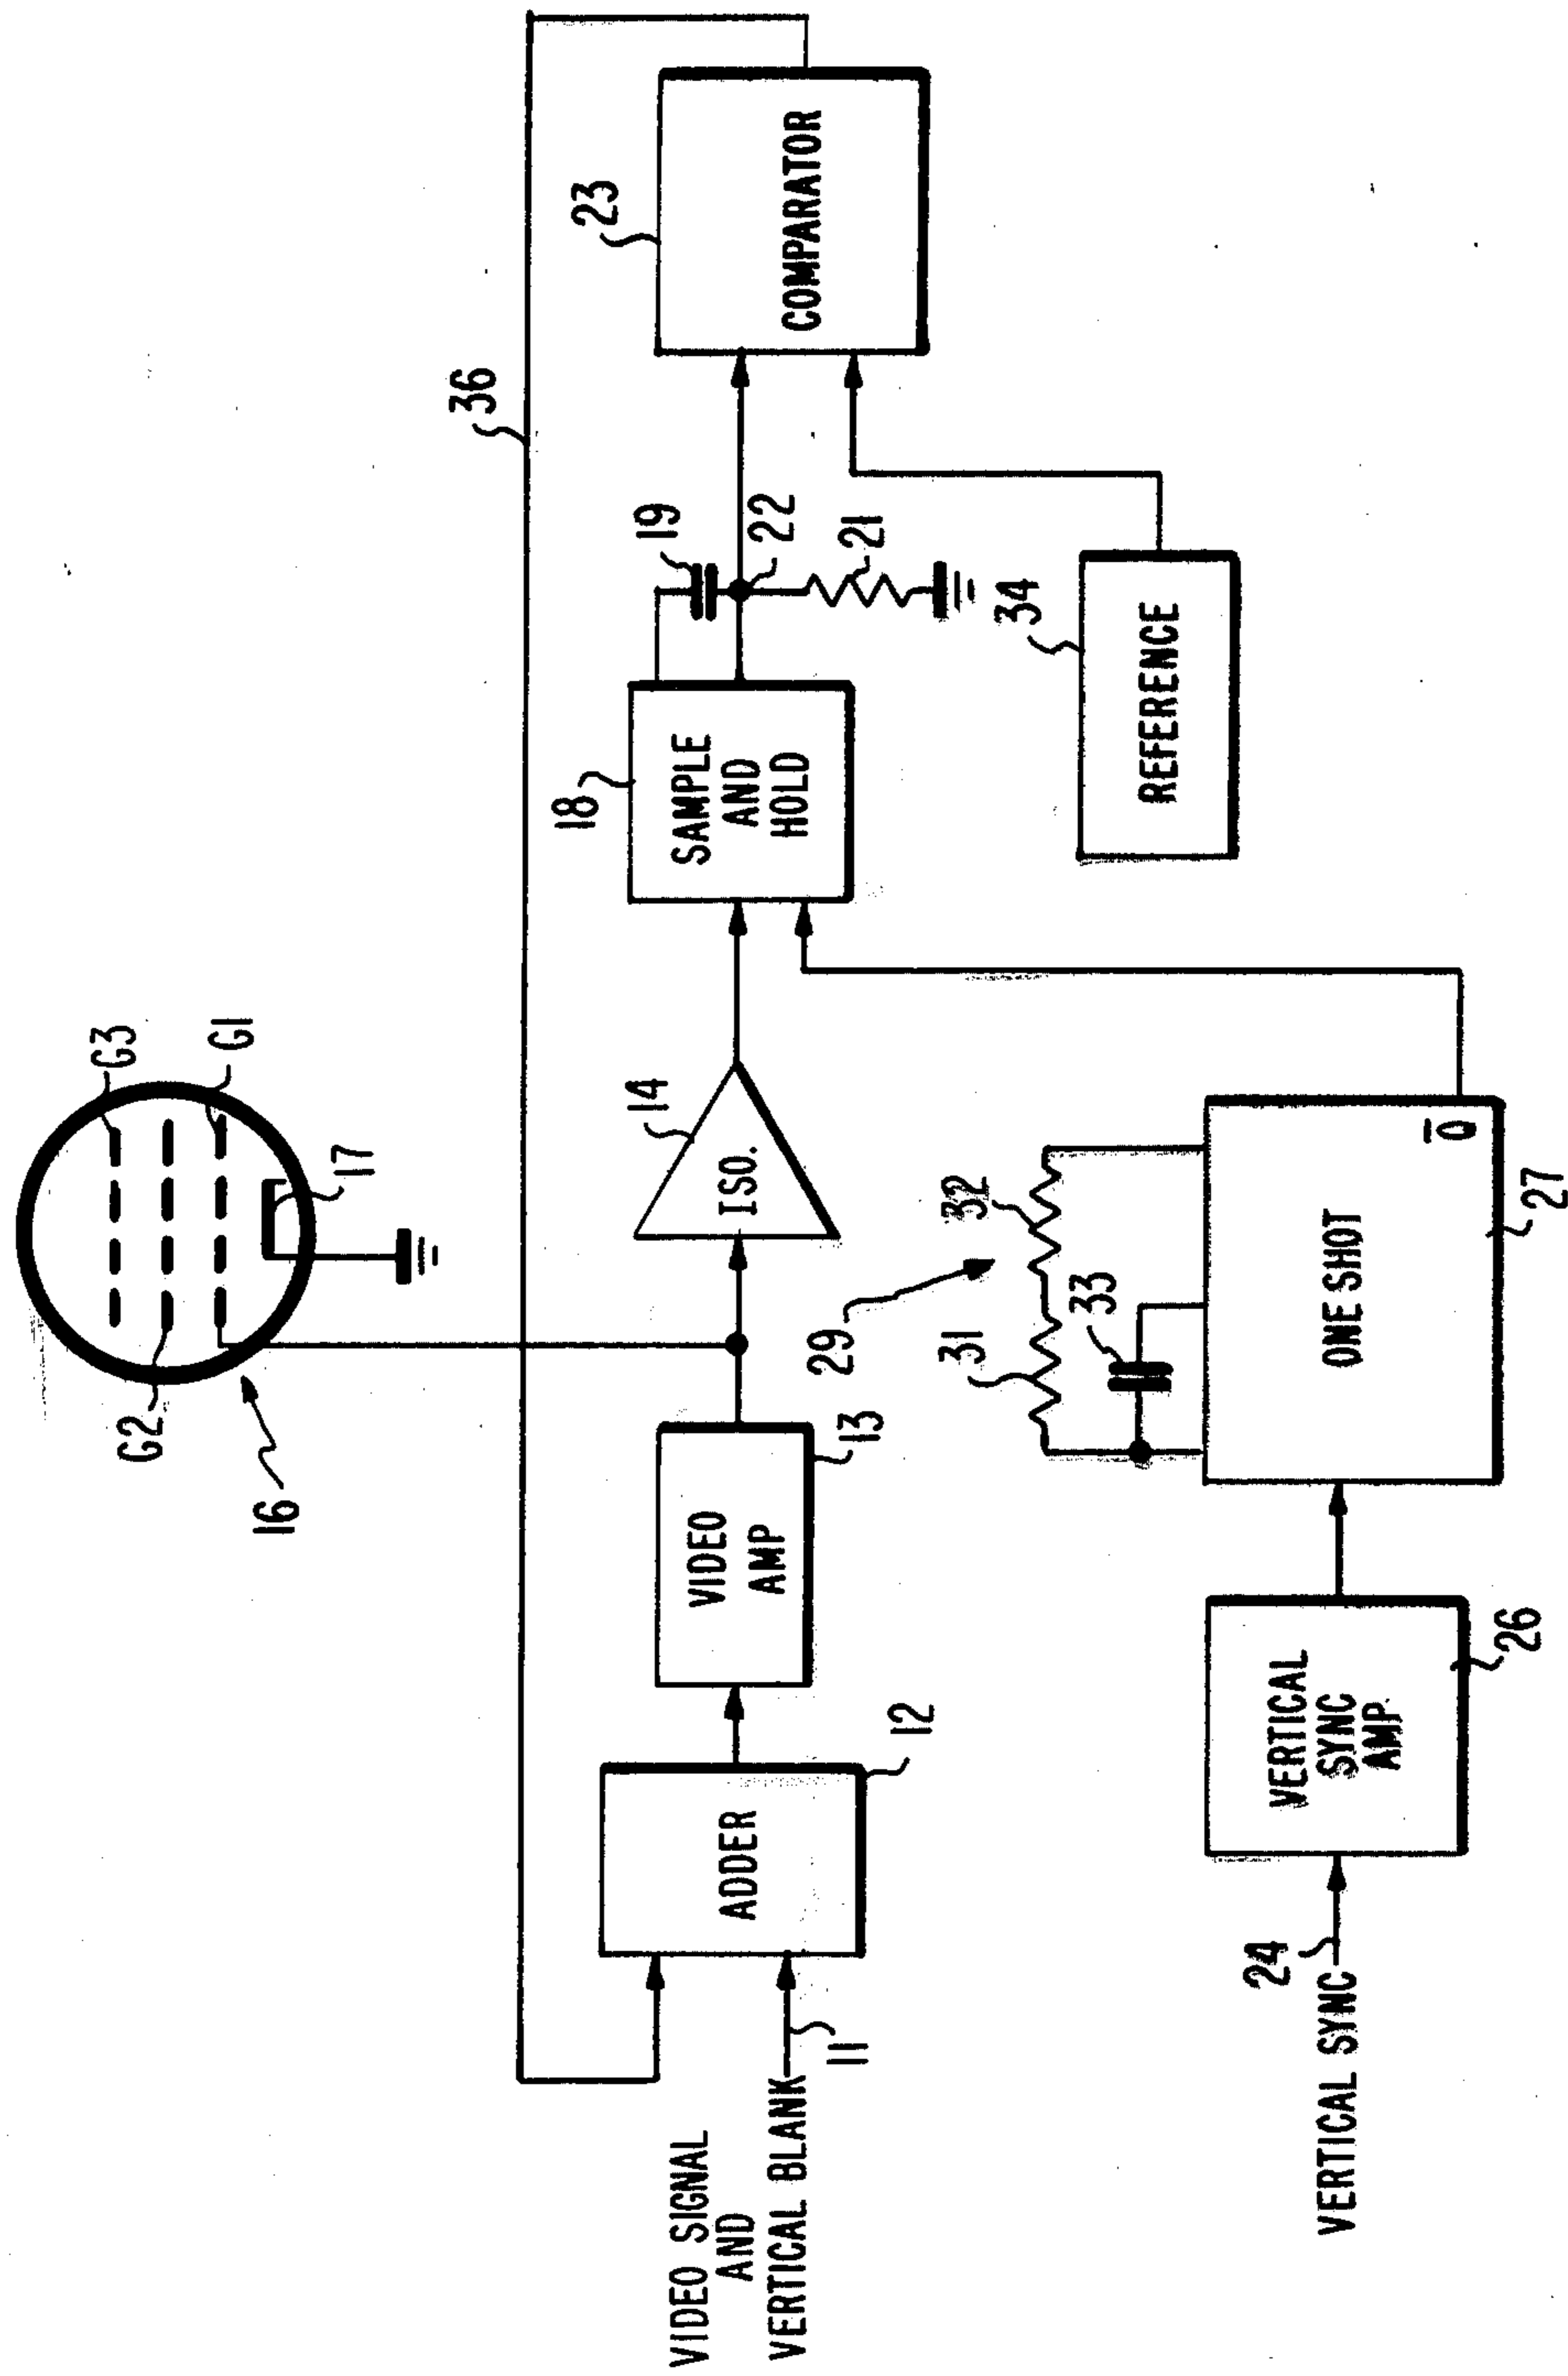 G3
G2
G1
17
16
36
VIDEO SIGNAL
AND
VERTICAL BLANK
11
ADDER
12
VIDEO
AMP
13
ISO.
14
SAMPLE
AND
HOLD
18
19
22
21
COMPARATOR
23
REFERENCE
34
VERTICAL SYNC
24
VERTICAL
SYNC
AMP
26
ONE SHOT
Q̅
27
29
31
32
33